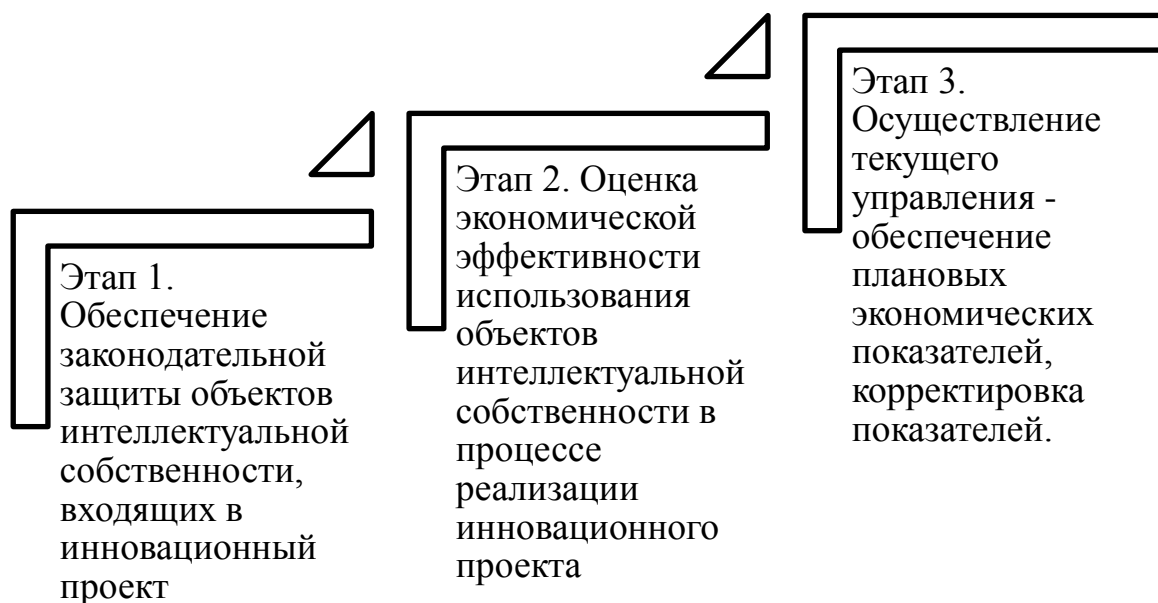 Этап 1.
Обеспечение
законодательной
защиты объектов
интеллектуальной
собственности,
входящих в
инновационный
проект
Этап 2. Оценка
экономической
эффективности
использования
объектов
интеллектуальной
собственности в
процессе
реализации
инновационного
проекта
Этап 3.
Осуществление
текущего
управления -
обеспечение
плановых
экономических
показателей,
корректировка
показателей.